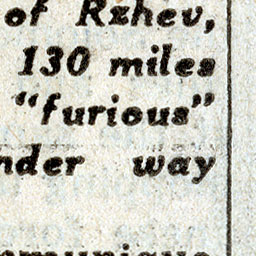 of Rzhev,
130 miles
"furious"
nder way